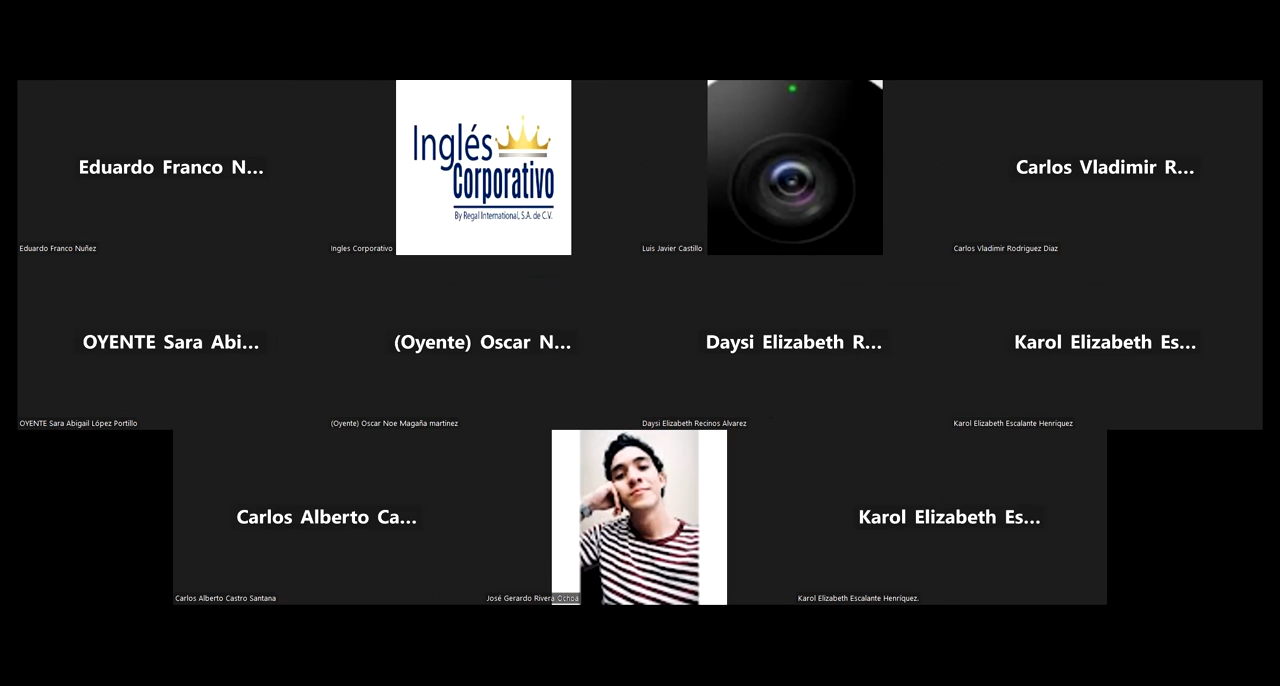 Eduardo Franco N...
Eduardo Franco Nuñez
Inglés
Corporativo
By Regal International, S.A. de C.V.
Ingles Corporativo
Luis Javier Castillo
Carlos Vladimir R...
Carlos Vladimir Rodriguez Diaz
OYENTE Sara Abi...
OYENTE Sara Abigail López Portillo
(Oyente) Oscar N...
(Oyente) Oscar Noe Magaña martinez
Daysi Elizabeth R...
Daysi Elizabeth Recinos Alvarez
Karol Elizabeth Es...
Karol Elizabeth Escalante Henriquez
Carlos Alberto Ca...
Carlos Alberto Castro Santana
José Gerardo Rivera Ochoa
Karol Elizabeth Es...
Karol Elizabeth Escalante Henríquez.